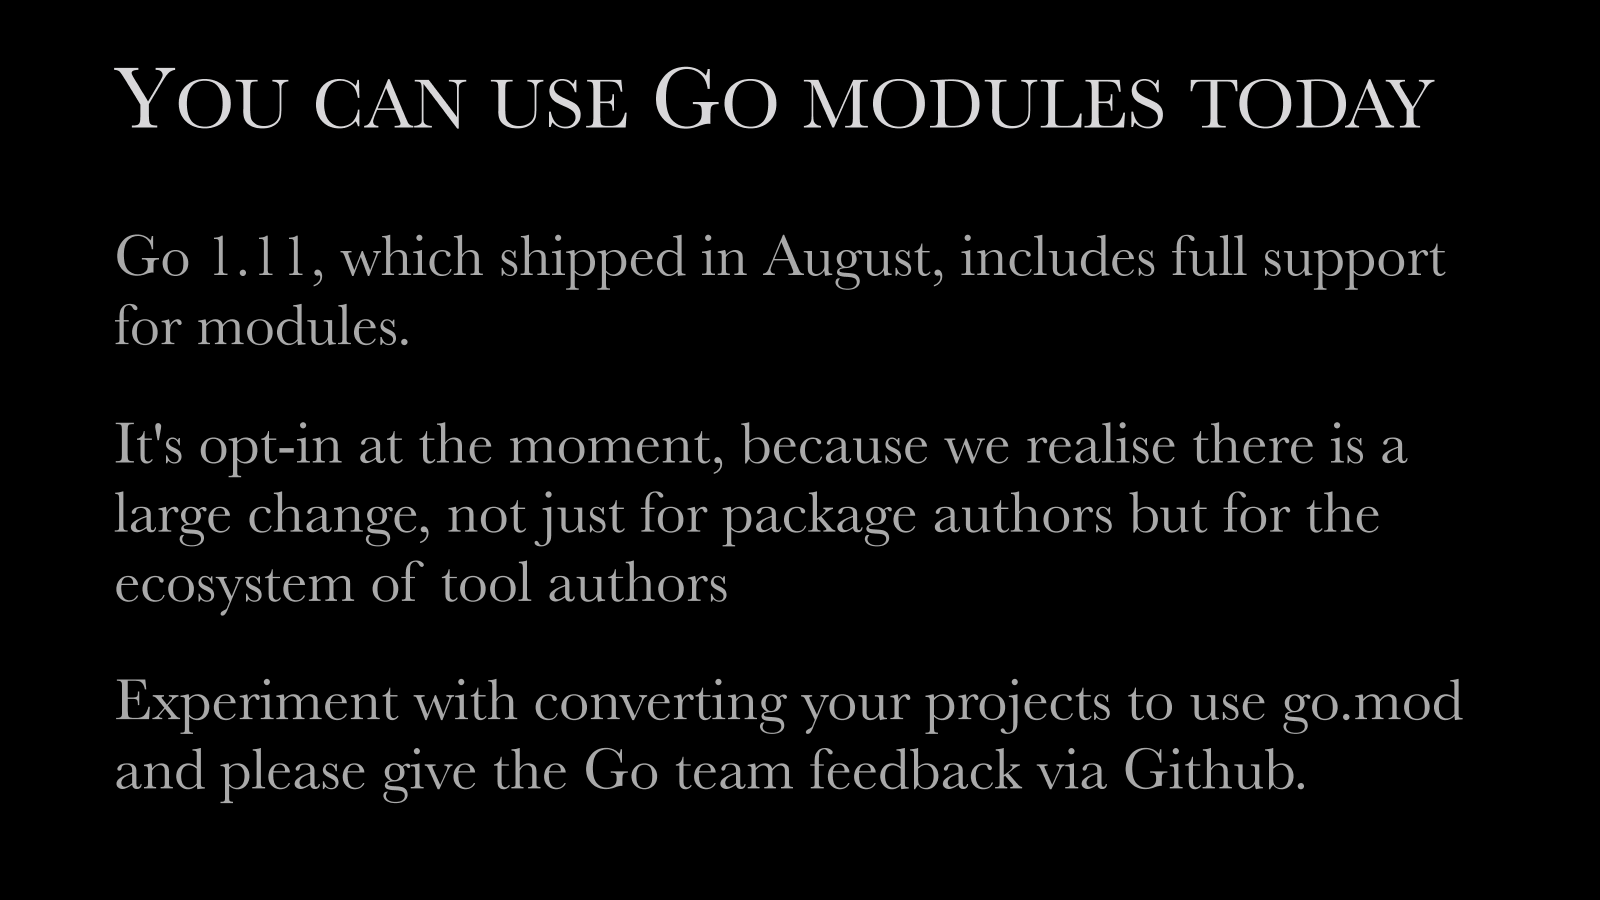 You can use Go modules today
Go 1.11, which shipped in August, includes full support
for modules.
It's opt-in at the moment, because we realise there is a
large change, not just for package authors but for the
ecosystem of tool authors
Experiment with converting your projects to use go.mod
and please give the Go team feedback via Github.